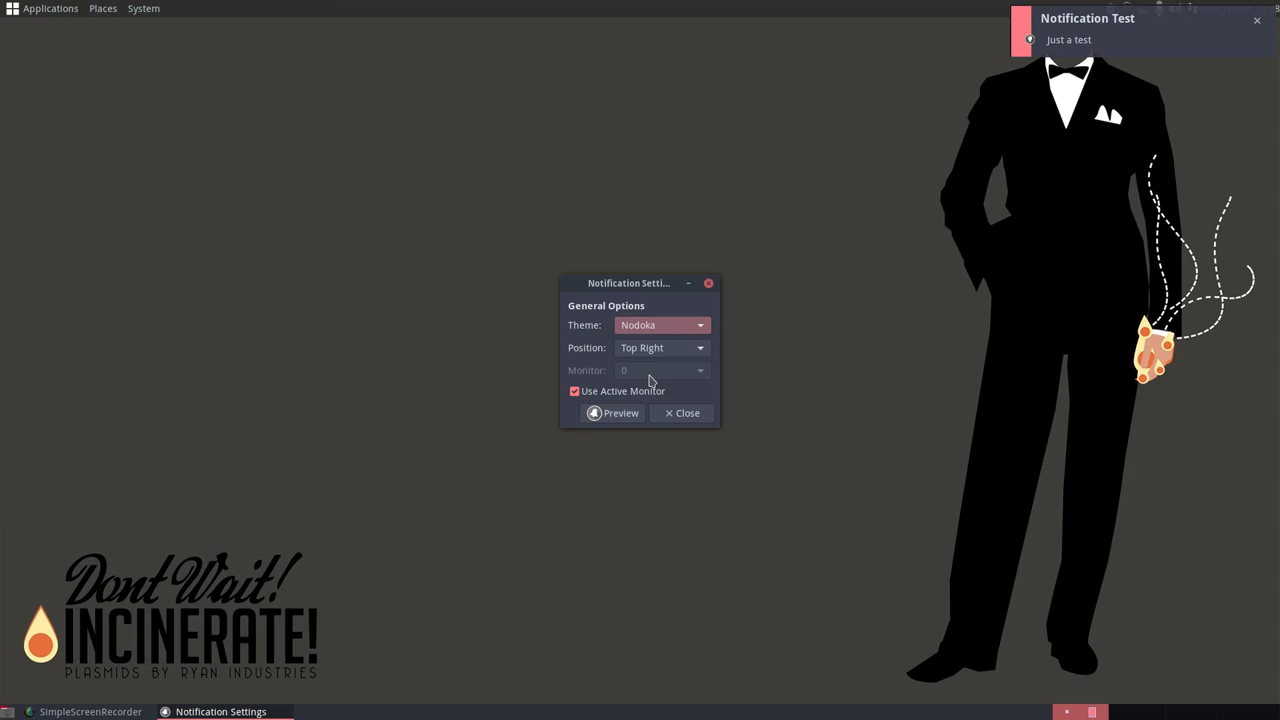 Applications Places System
Notification Test
Just a test
Notification Setti...
General Options
Theme: Nodoka
Position: Top Right
Monitor: 0
Use Active Monitor
Preview Close
Dont Wait!
INCINERATE!
PLASMIDS BY RYAN INDUSTRIES
SimpleScreenRecorder Notification Settings